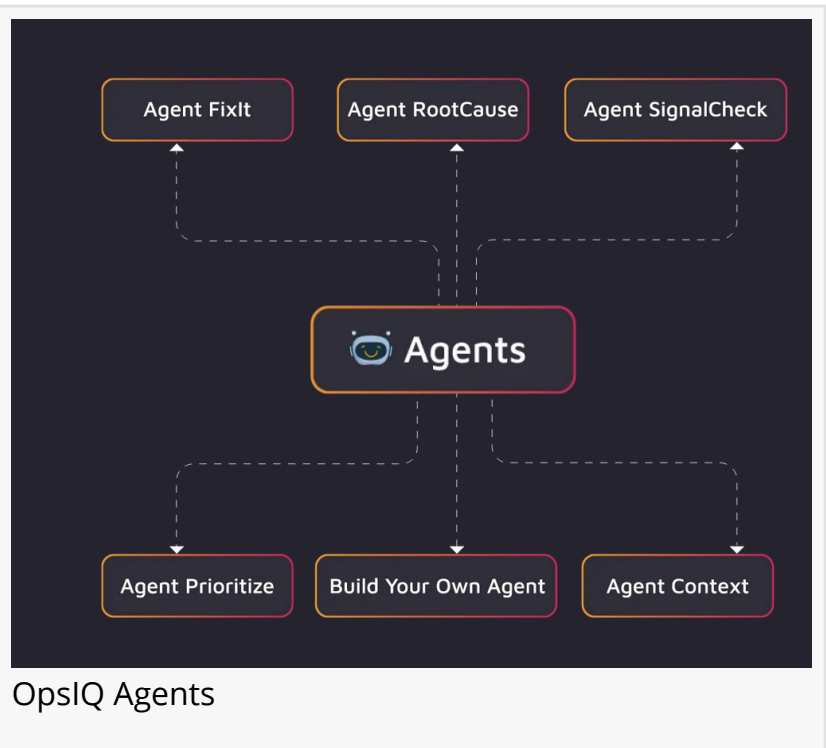 Agent FixIt
Agent RootCause
Agent SignalCheck
Agents
Agent Prioritize
Build Your Own Agent
Agent Context
OpsIQ Agents